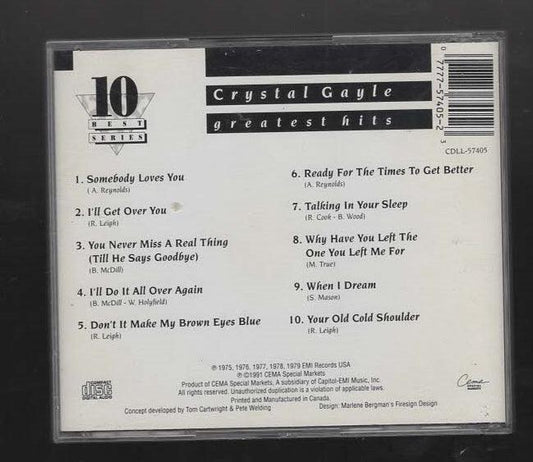 10
BEST
SERIES
Crystal Gayle
greatest hits
0 7777-57405-2 3
CDLL-57405
1. Somebody Loves You
( A. Reynolds)
2. I'll Get Over You
(R. Leigh)
3. You Never Miss A Real Thing
(Till He Says Goodbye)
(B. McDill)
4. I'll Do It All Over Again
(B. McDill - W. Holyfield)
5. Don't It Make My Brown Eyes Blue
(R. Leigh)
6. Ready For The Times To Get Better
(A. Reynolds)
7. Talking In Your Sleep
(R. Cook - B. Wood)
8. Why Have You Left The
One You Left Me For
(M. True)
9. When I Dream
(S. Mason)
10. Your Old Cold Shoulder
(R. Leigh)
℗ 1975, 1976, 1977, 1978, 1979 EMI Records USA
℗©1991 CEMA Special Markets
Product of CEMA Special Markets, A subsidiary of Capitol-EMI Music, Inc.
Unauthorized duplication is a violation of applicable laws.
Printed and Manufactured in Canada.
Concept developed by Tom Cartwright & Pete Welding Design: Marlene Bergman's Firesign Design
COMPACT
disc
DIGITAL AUDIO
Cema